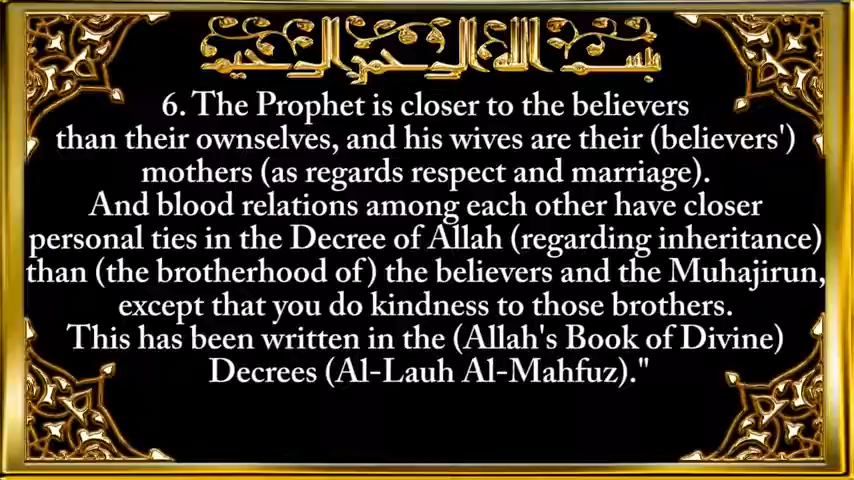 بسم الله الرحمن الرحيم
6. The Prophet is closer to the believers
than their ownselves, and his wives are their (believers')
mothers (as regards respect and marriage).
And blood relations among each other have closer
personal ties in the Decree of Allah (regarding inheritance)
than (the brotherhood of) the believers and the Muhajirun,
except that you do kindness to those brothers.
This has been written in the (Allah's Book of Divine)
Decrees (Al-Lauh Al-Mahfuz)."